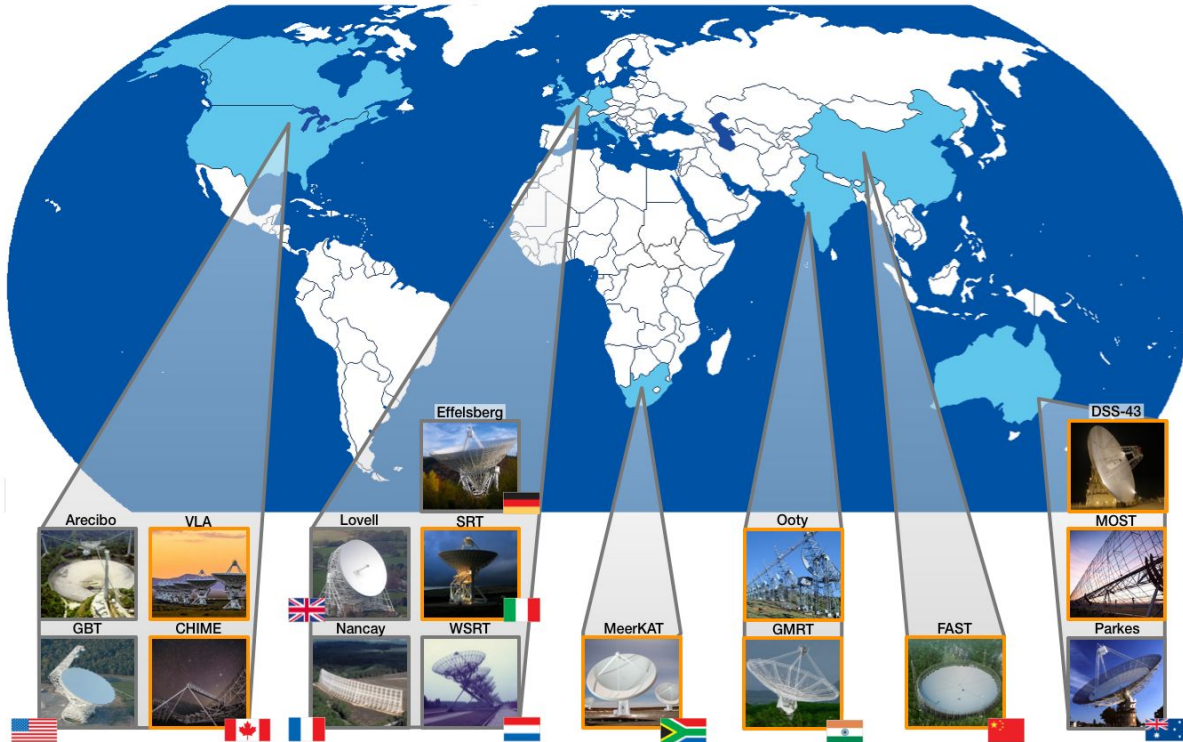 Effelsberg
DSS-43
Arecibo
VLA
Lovell
SRT
Ooty
MOST
GBT
CHIME
Nancay
WSRT
MeerKAT
GMRT
FAST
Parkes